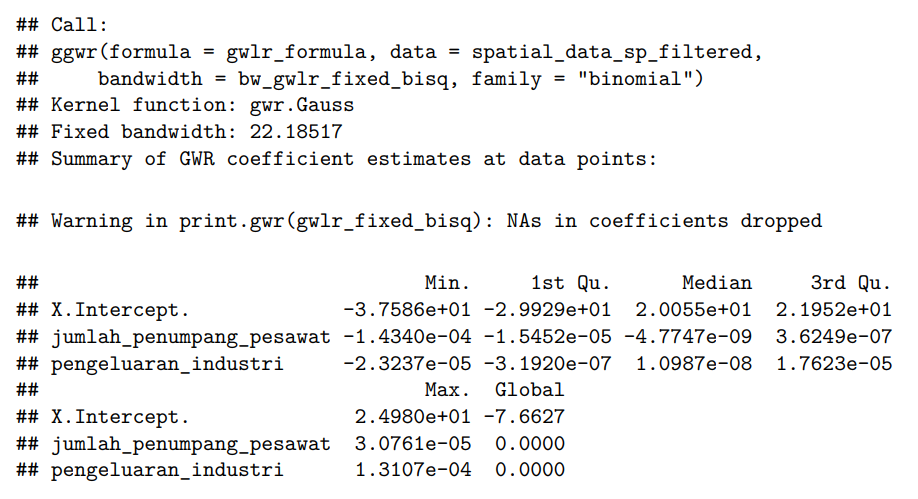 ## Call:
## ggwr(formula = gwlr_formula, data = spatial_data_sp_filtered,
##     bandwidth = bw_gwlr_fixed_bisq, family = "binomial")
## Kernel function: gwr.Gauss
## Fixed bandwidth: 22.18517
## Summary of GWR coefficient estimates at data points:
## Warning in print.gwr(gwlr_fixed_bisq): NAs in coefficients dropped
##                                Min.     1st Qu.      Median     3rd Qu.
## X.Intercept.            -3.7586e+01 -2.9929e+01  2.0055e+01  2.1952e+01
## jumlah_penumpang_pesawat -1.4340e-04 -1.5452e-05 -4.7747e-09  3.6249e-07
## pengeluaran_industri    -2.3237e-05 -3.1920e-07  1.0987e-08  1.7623e-05
##                                Max.  Global
## X.Intercept.             2.4980e+01 -7.6627
## jumlah_penumpang_pesawat  3.0761e-05  0.0000
## pengeluaran_industri     1.3107e-04  0.0000